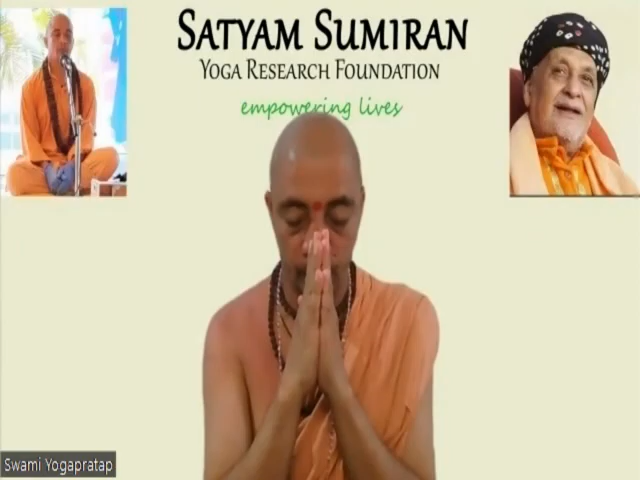 SATYAM SUMIRAN
YOGA RESEARCH FOUNDATION
empowering lives
Swami Yogapratap